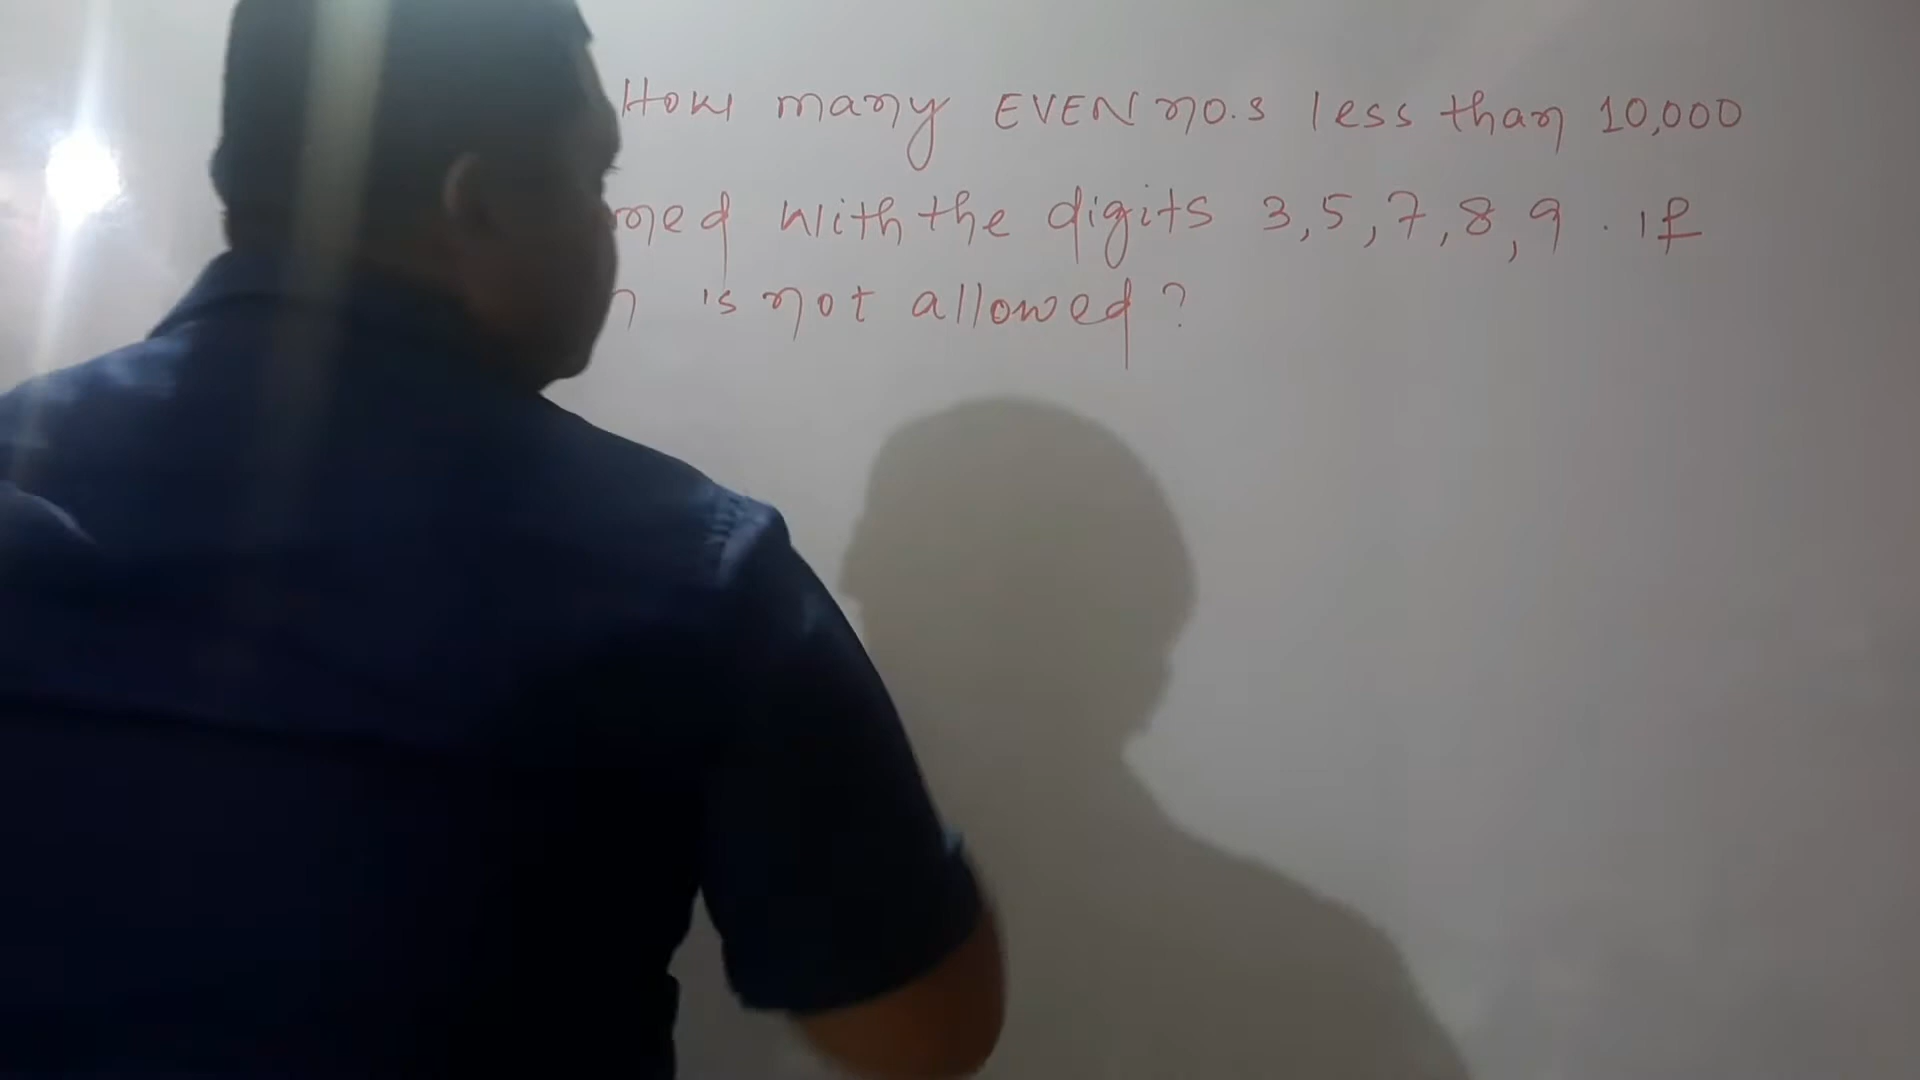 How many EVEN no.s less than 10,000
med with the digits 3,5,7,8,9. if
n is not allowed?